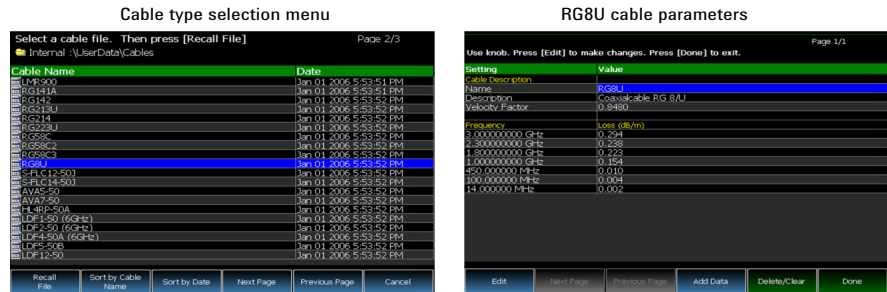 Cable type selection menu
Select a cable file. Then press [Recall File] Page 2/3
Internal :\UserData\Cables
Cable Name Date
LMR900 Jan 01 2006 5:53:51 PM
RG141A Jan 01 2006 5:53:51 PM
RG142 Jan 01 2006 5:53:52 PM
RG213U Jan 01 2006 5:53:52 PM
RG214 Jan 01 2006 5:53:52 PM
RG223U Jan 01 2006 5:53:52 PM
RG58C Jan 01 2006 5:53:52 PM
RG58C2 Jan 01 2006 5:53:52 PM
RG58C3 Jan 01 2006 5:53:52 PM
RG8U Jan 01 2006 5:53:52 PM
S-FLC12-50J Jan 01 2006 5:53:52 PM
S-FLC14-50J Jan 01 2006 5:53:52 PM
AVA5-50 Jan 01 2006 5:53:52 PM
AVA7-50 Jan 01 2006 5:53:52 PM
HL4RP-50A Jan 01 2006 5:53:52 PM
LDF1-50 (6GHz) Jan 01 2006 5:53:52 PM
LDF2-50 (6GHz) Jan 01 2006 5:53:52 PM
LDF4-50A (6GHz) Jan 01 2006 5:53:52 PM
LDF5-50B Jan 01 2006 5:53:52 PM
LDF12-50 Jan 01 2006 5:53:52 PM
Recall File Sort by Cable Name Sort by Date Next Page Previous Page Cancel
RG8U cable parameters
Page 1/1
Use knob. Press [Edit] to make changes. Press [Done] to exit.
Setting Value
Cable Description
Name RG8U
Description Coaxialcable RG 8/U
Velocity Factor 0.8480
Frequency Loss (dB/m)
3.000000000 GHz 0.294
2.300000000 GHz 0.238
1.800000000 GHz 0.223
1.000000000 GHz 0.154
450.000000 MHz 0.010
100.000000 MHz 0.004
14.000000 MHz 0.002
Edit Next Page Previous Page Add Data Delete/Clear Done